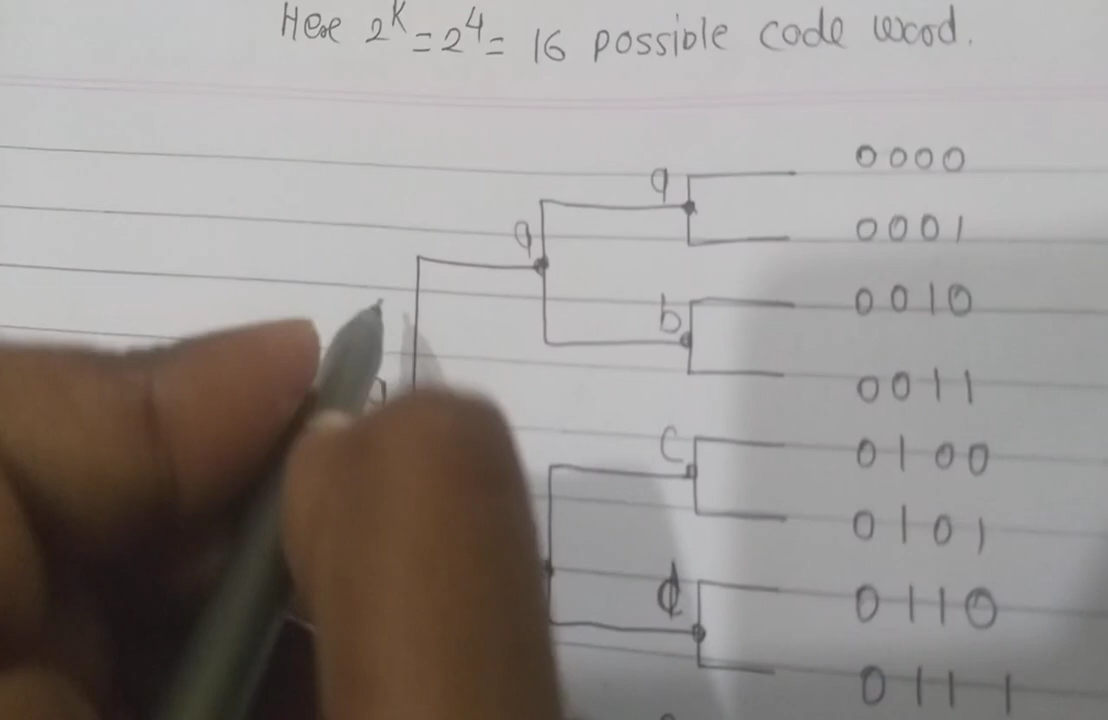 Here 2^K = 2^4 = 16 possible code word.
a 0000
a 0001
b 0010
0011
a
c 0100
0101
d 0110
0111